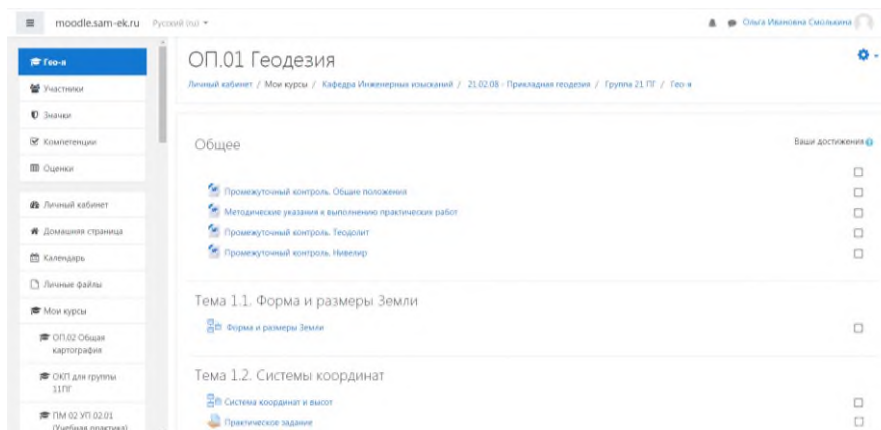 moodle.sam-ek.ru Русский (ru)
Ольга Ивановна Смолькина
Гео-я
Участники
Значки
Компетенции
Оценки
Личный кабинет
Домашняя страница
Календарь
Личные файлы
Мои курсы
ОП.02 Общая
картография
ОКП для группы
11ПГ
ПМ 02 УП 02.01
(Учебная практика)
ОП.01 Геодезия
Личный кабинет / Мои курсы / Кафедра Инженерных изысканий / 21.02.08 - Прикладная геодезия / Группа 21 ПГ / Гео-я
Общее
Ваши достижения
Промежуточный контроль. Общие положения
Методические указания к выполнению практических работ
Промежуточный контроль. Теодолит
Промежуточный контроль. Нивелир
Тема 1.1. Форма и размеры Земли
Форма и размеры Земли
Тема 1.2. Системы координат
Система координат и высот
Практическое задание